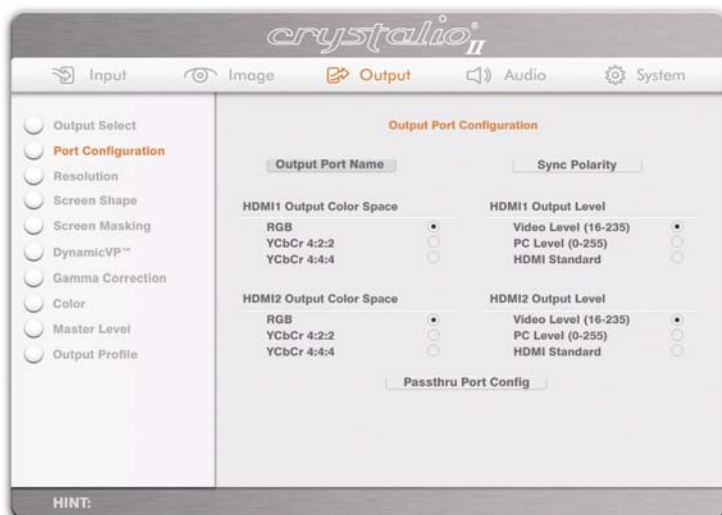 crystalio II
Input Image Output Audio System
Output Select
Port Configuration
Resolution
Screen Shape
Screen Masking
DynamicVP™
Gamma Correction
Color
Master Level
Output Profile
Output Port Configuration
Output Port Name Sync Polarity
HDMI1 Output Color Space
RGB
YCbCr 4:2:2
YCbCr 4:4:4
HDMI1 Output Level
Video Level (16-235)
PC Level (0-255)
HDMI Standard
HDMI2 Output Color Space
RGB
YCbCr 4:2:2
YCbCr 4:4:4
HDMI2 Output Level
Video Level (16-235)
PC Level (0-255)
HDMI Standard
Passthru Port Config
HINT: